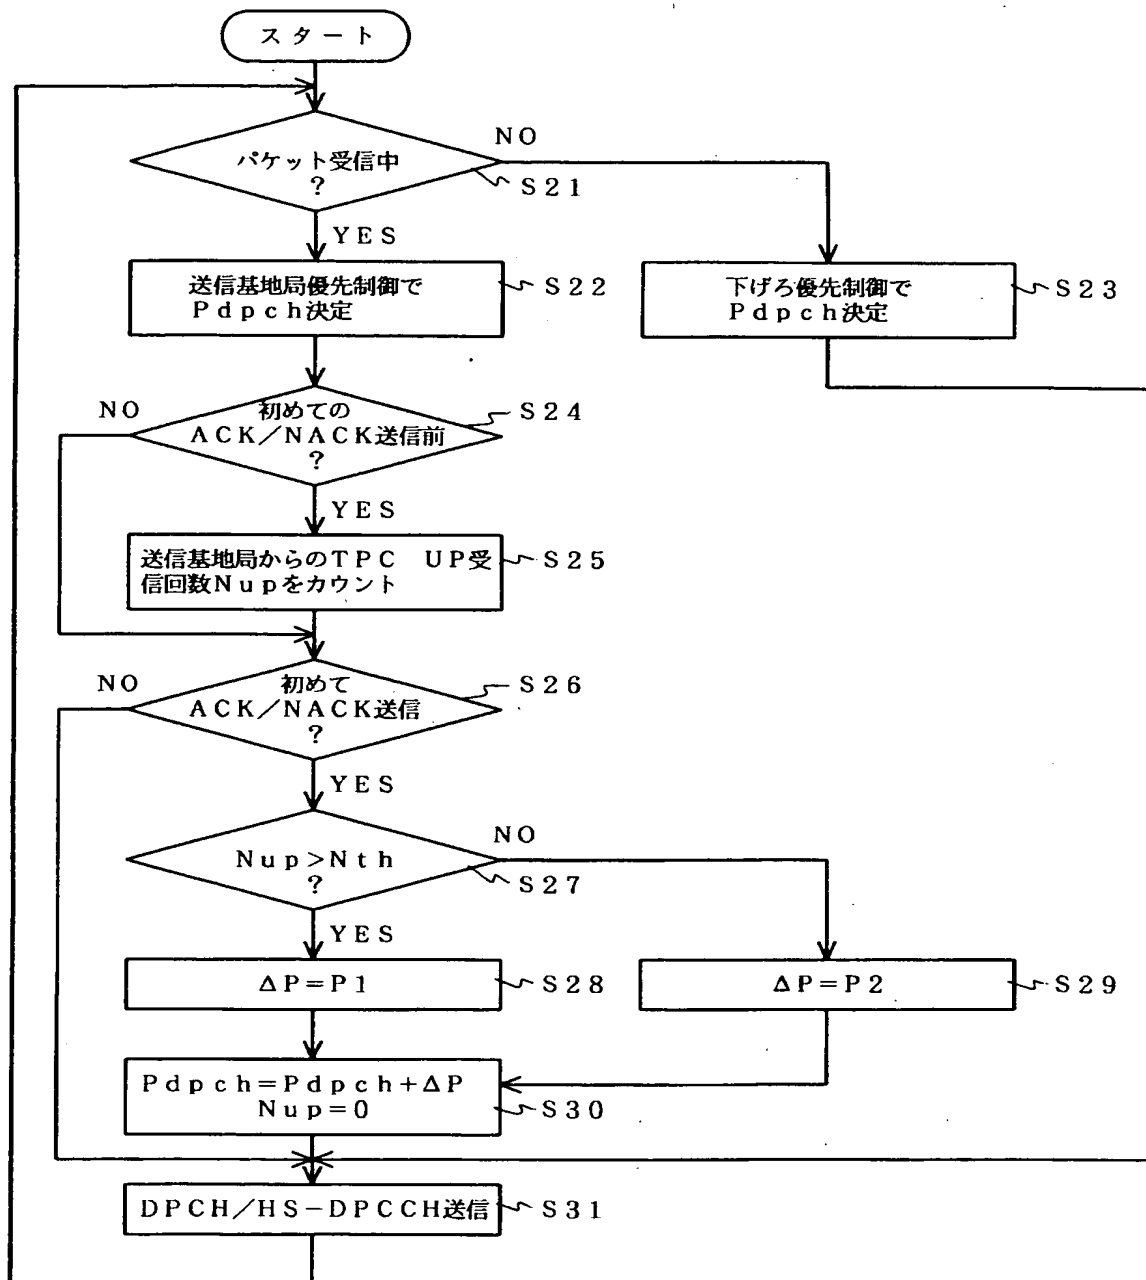 スタート
NO
パケット受信中
?
S21
YES
送信基地局優先制御で
Pdpch決定
S22
下げろ優先制御で
Pdpch決定
S23
NO
初めての
ACK/NACK送信前
?
S24
YES
送信基地局からのTPC UP受
信回数Nupをカウント
S25
NO
初めて
ACK/NACK送信
?
S26
YES
NO
Nup>Nth
?
S27
YES
ΔP=P1
S28
ΔP=P2
S29
Pdpch=Pdpch+ΔP
Nup=0
S30
DPCH/HS-DPCCH送信
S31